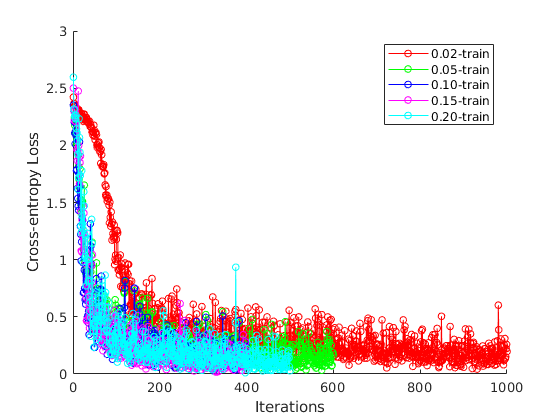 3
2.5
2
1.5
1
0.5
0
Cross-entropy Loss
0.02-train
0.05-train
0.10-train
0.15-train
0.20-train
0 200 400 600 800 1000
Iterations